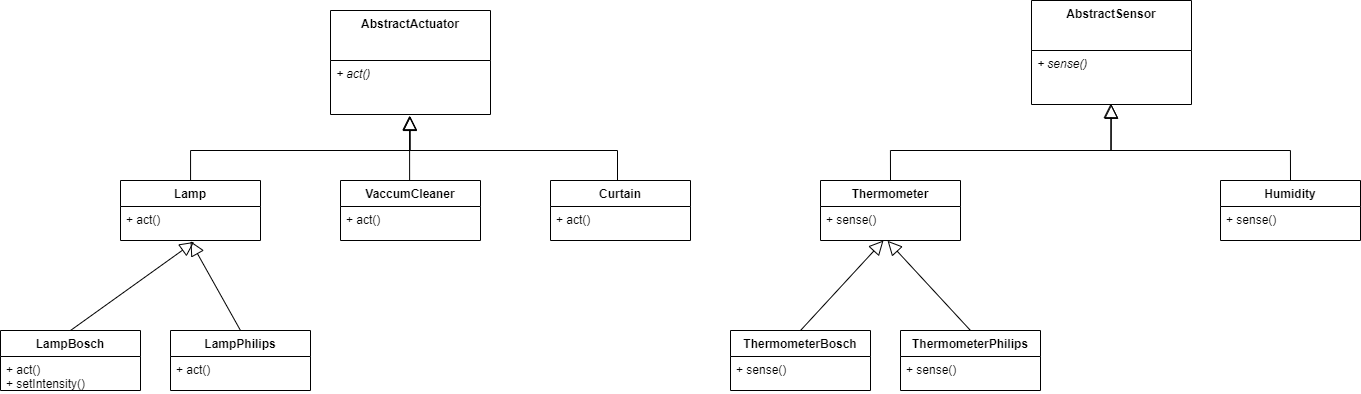 AbstractActuator
+ act()
AbstractSensor
+ sense()
Lamp
+ act()
VaccumCleaner
+ act()
Curtain
+ act()
Thermometer
+ sense()
Humidity
+ sense()
LampBosch
+ act()
+ setIntensity()
LampPhilips
+ act()
ThermometerBosch
+ sense()
ThermometerPhilips
+ sense()